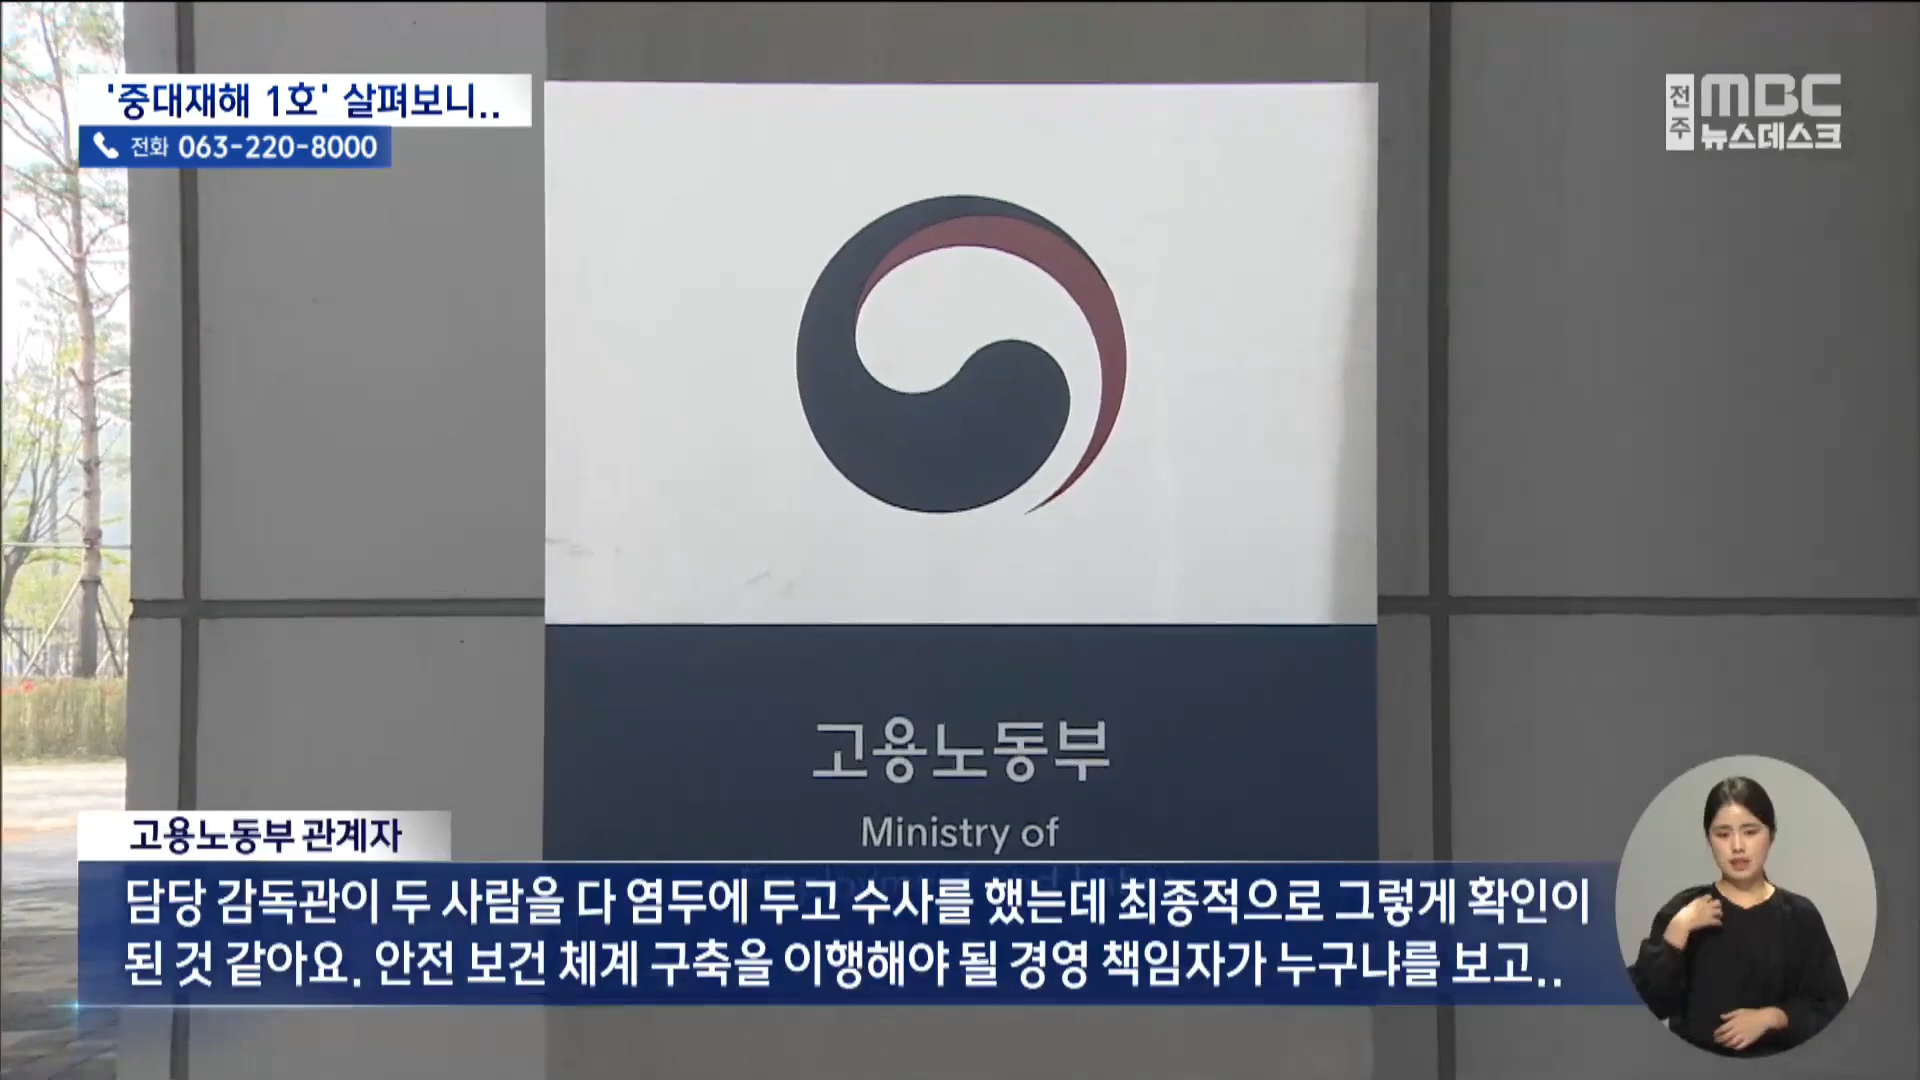 '중대재해 1호' 살펴보니..
전화 063-220-8000
전주
MBC
뉴스데스크
고용노동부
Ministry of
고용노동부 관계자
담당 감독관이 두 사람을 다 염두에 두고 수사를 했는데 최종적으로 그렇게 확인이
된 것 같아요. 안전 보건 체계 구축을 이행해야 될 경영 책임자가 누구냐를 보고..